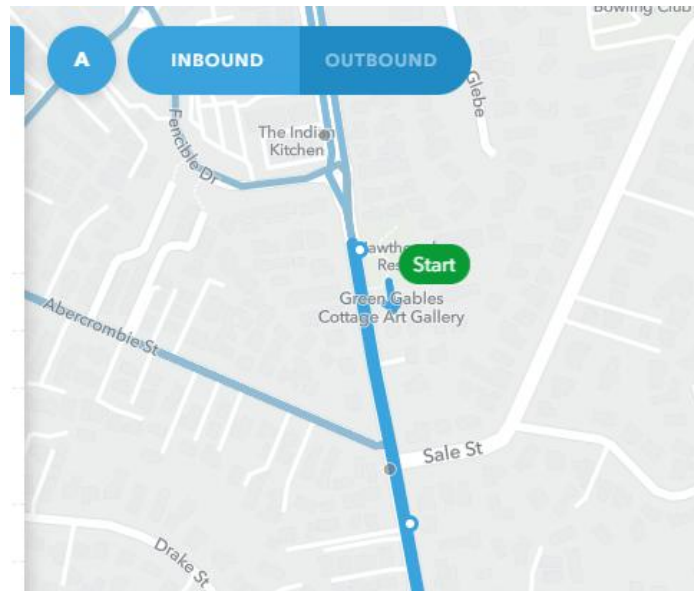 Bowling Club
A
INBOUND
OUTBOUND
Glebe
The Indian
Kitchen
Fencible Dr
Start
Green Gables
Cottage Art Gallery
Abercrombie St
Sale St
Drake St